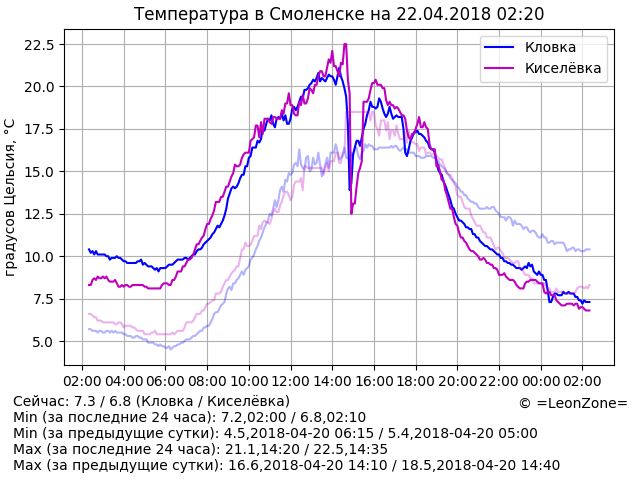 Температура в Смоленске на 22.04.2018 02:20
градусов Цельсия, °C
22.5
20.0
17.5
15.0
12.5
10.0
7.5
5.0
Кловка
Киселёвка
02:00 04:00 06:00 08:00 10:00 12:00 14:00 16:00 18:00 20:00 22:00 00:00 02:00
Сейчас: 7.3 / 6.8 (Кловка / Киселёвка)
© =LeonZone=
Min (за последние 24 часа): 7.2,02:00 / 6.8,02:10
Min (за предыдущие сутки): 4.5,2018-04-20 06:15 / 5.4,2018-04-20 05:00
Max (за последние 24 часа): 21.1,14:20 / 22.5,14:35
Max (за предыдущие сутки): 16.6,2018-04-20 14:10 / 18.5,2018-04-20 14:40